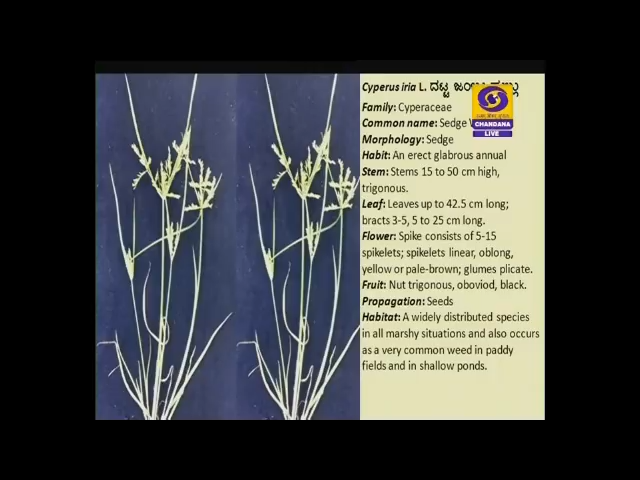 Cyperus iria L. ದಟ್ಟ
Family: Cyperaceae
Common name: Sedge
Morphology: Sedge
Habit: An erect glabrous annual
Stem: Stems 15 to 50 cm high,
trigonous.
Leaf: Leaves up to 42.5 cm long;
bracts 3-5, 5 to 25 cm long.
Flower: Spike consists of 5-15
spikelets; spikelets linear, oblong,
yellow or pale-brown; glumes plicate.
Fruit: Nut trigonous, oboviod, black.
Propagation: Seeds
Habitat: A widely distributed species
in all marshy situations and also occurs
as a very common weed in paddy
fields and in shallow ponds.
CHANDANA
LIVE